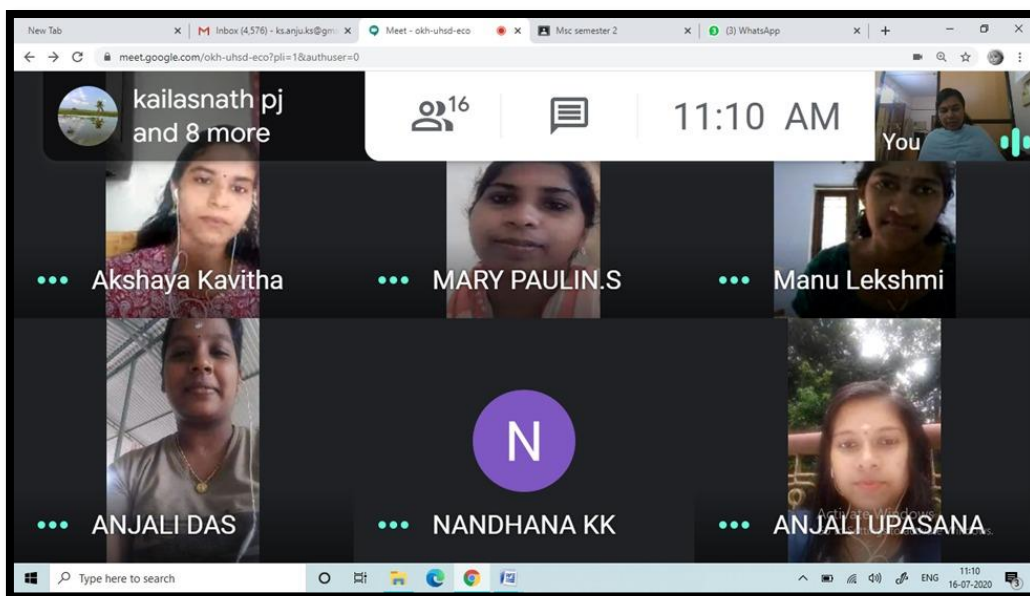 New Tab
Inbox (4,576) - ks.anju.ks@gm
Meet - okh-uhsd-eco
Msc semester 2
(3) WhatsApp
meet.google.com/okh-uhsd-eco?pli=1&authuser=0
kailasnath pj
and 8 more
16
11:10 AM
You
Akshaya Kavitha
MARY PAULIN.S
Manu Lekshmi
ANJALI DAS
N
NANDHANA KK
ANJALI UPASANA
Activate Windows
Type here to search
ENG
11:10
16-07-2020
3